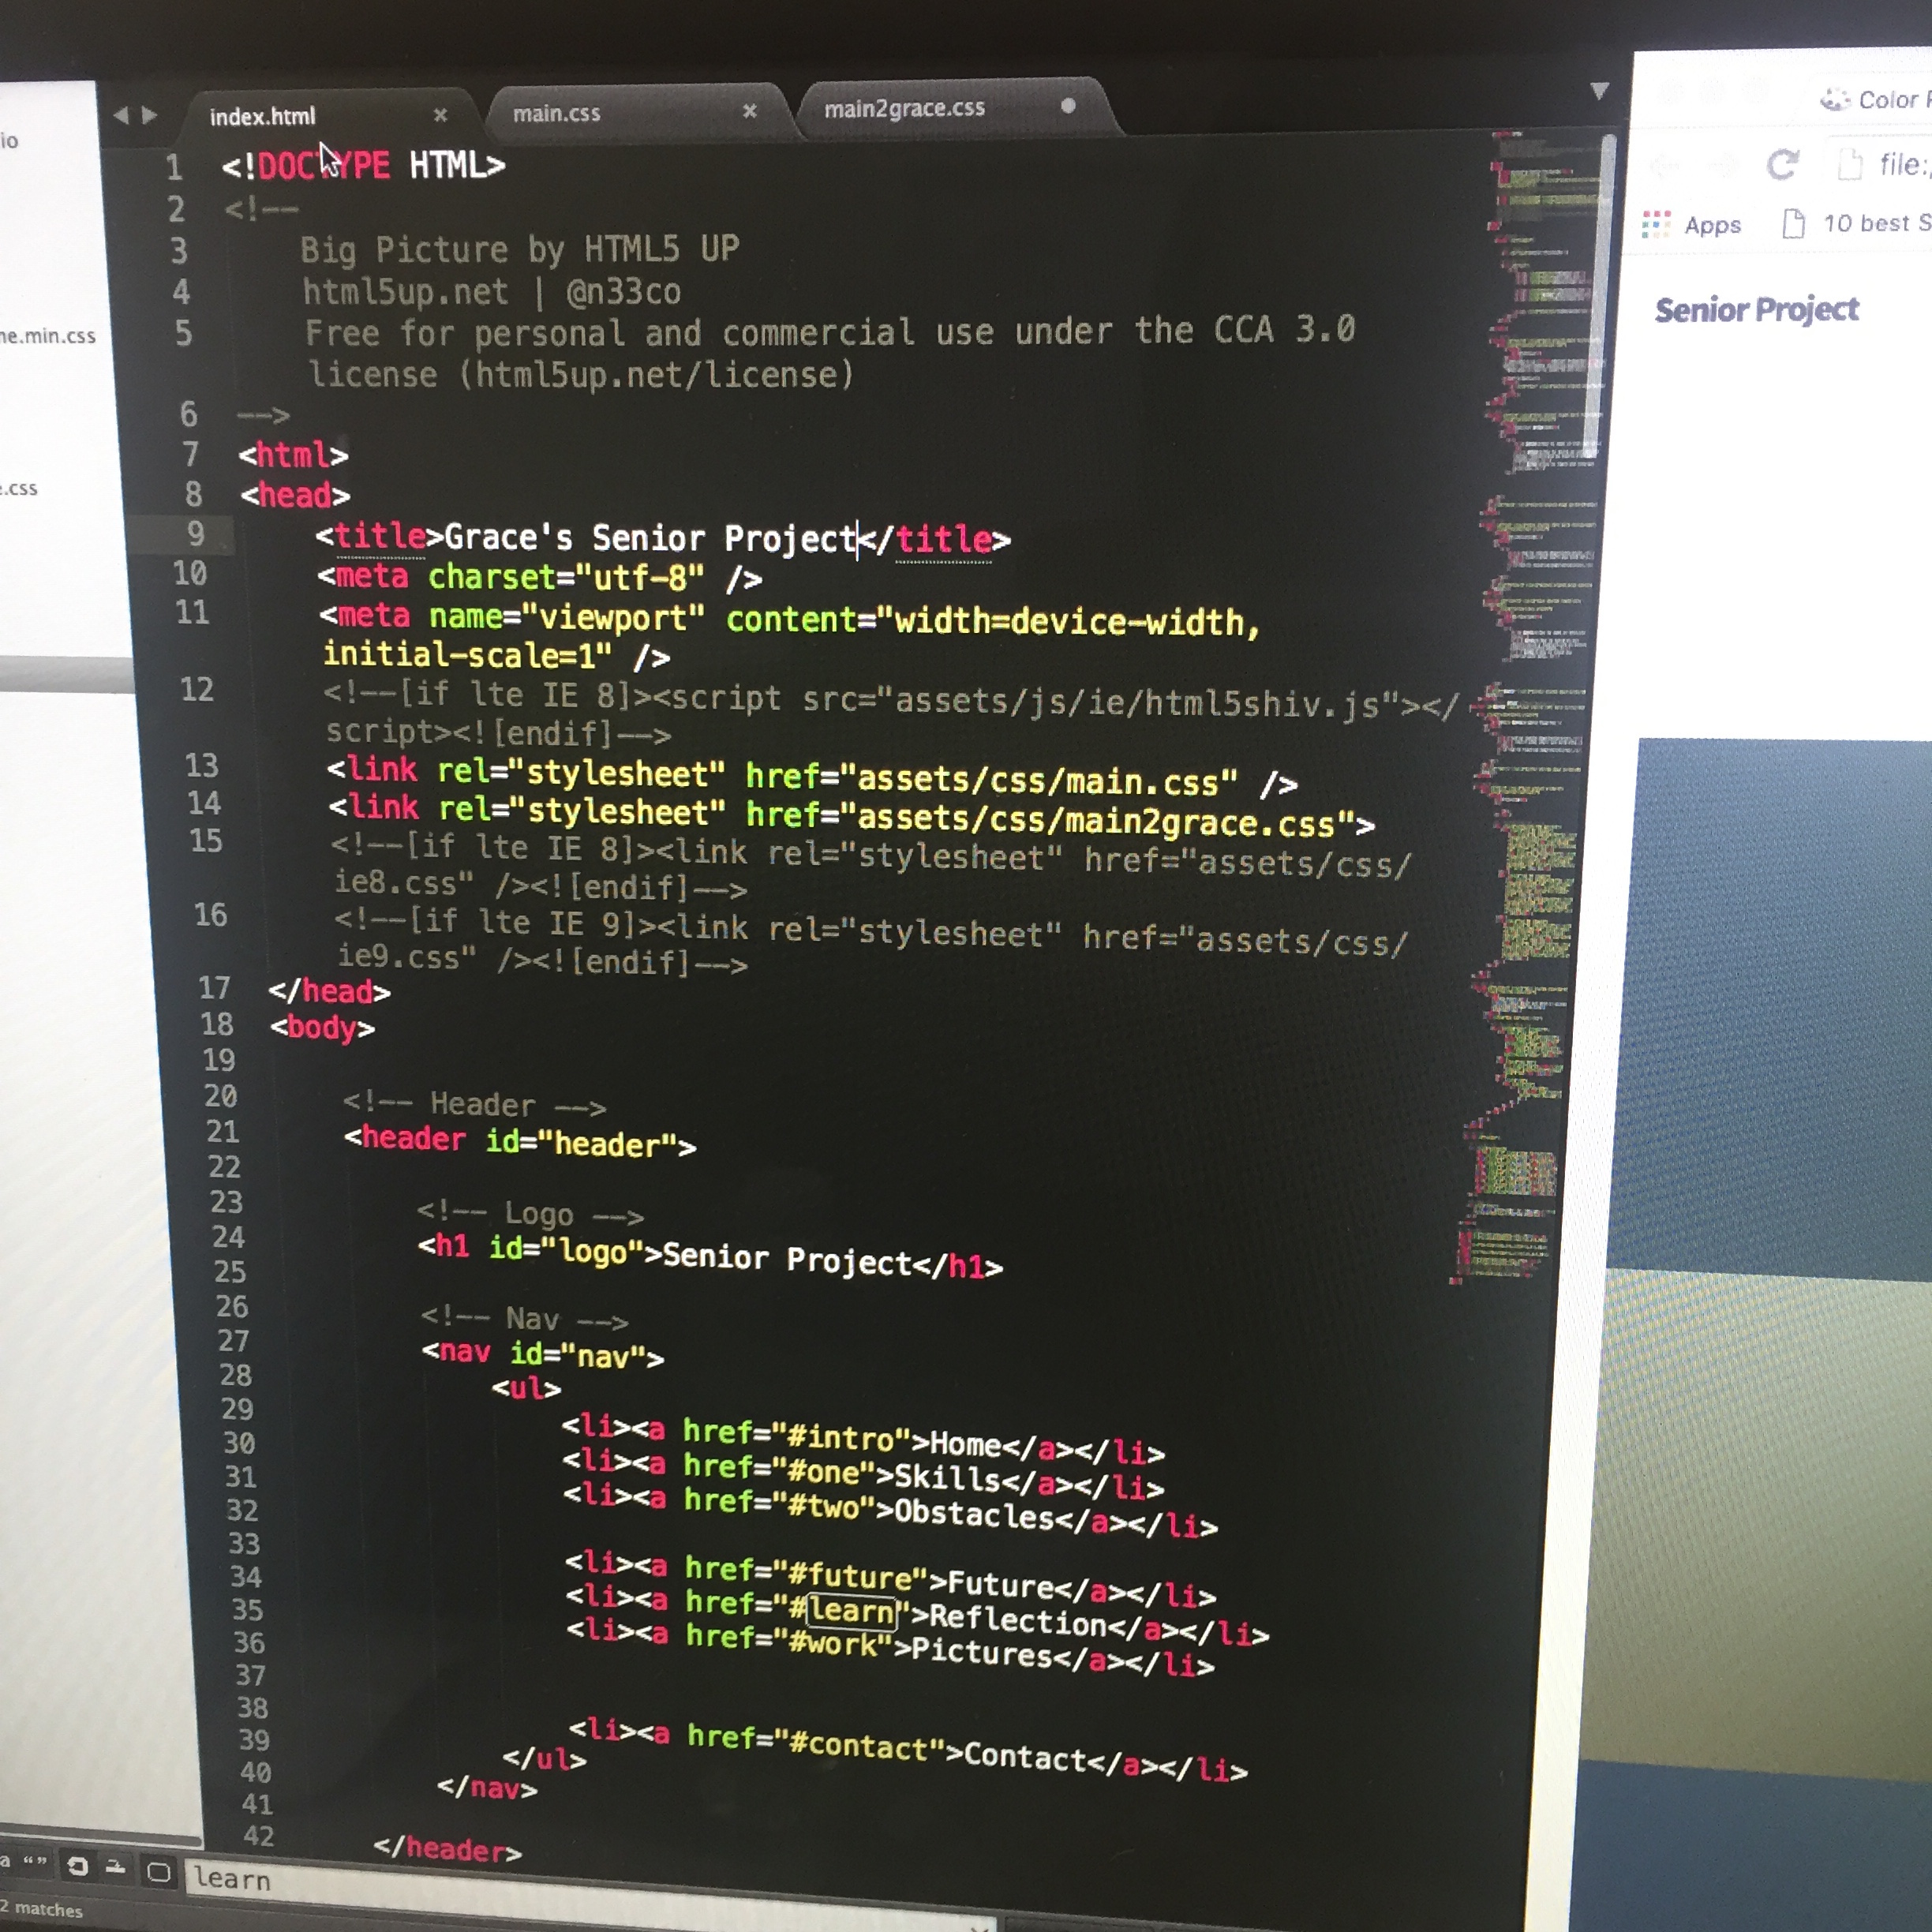 index.html × main.css × main2grace.css
io
Color
file:
Apps 10 best
Senior Project
ne.min.css
.css
1 <!DOCTYPE HTML>
2 <!--
3 Big Picture by HTML5 UP
4 html5up.net | @n33co
5 Free for personal and commercial use under the CCA 3.0
license (html5up.net/license)
6 -->
7 <html>
8 <head>
9 <title>Grace's Senior Project</title>
10 <meta charset="utf-8" />
11 <meta name="viewport" content="width=device-width,
initial-scale=1" />
12 <!--[if lte IE 8]><script src="assets/js/ie/html5shiv.js"></
script><![endif]-->
13 <link rel="stylesheet" href="assets/css/main.css" />
14 <link rel="stylesheet" href="assets/css/main2grace.css">
15 <!--[if lte IE 8]><link rel="stylesheet" href="assets/css/
ie8.css" /><![endif]-->
16 <!--[if lte IE 9]><link rel="stylesheet" href="assets/css/
ie9.css" /><![endif]-->
17 </head>
18 <body>
19
20 <!-- Header -->
21 <header id="header">
22
23 <!-- Logo -->
24 <h1 id="logo">Senior Project</h1>
25
26 <!-- Nav -->
27 <nav id="nav">
28 <ul>
29 <li><a href="#intro">Home</a></li>
30 <li><a href="#one">Skills</a></li>
31 <li><a href="#two">Obstacles</a></li>
32
33 <li><a href="#future">Future</a></li>
34 <li><a href="#learn">Reflection</a></li>
35 <li><a href="#work">Pictures</a></li>
36
37
38 <li><a href="#contact">Contact</a></li>
39 </ul>
40 </nav>
41
42 </header>
learn
2 matches